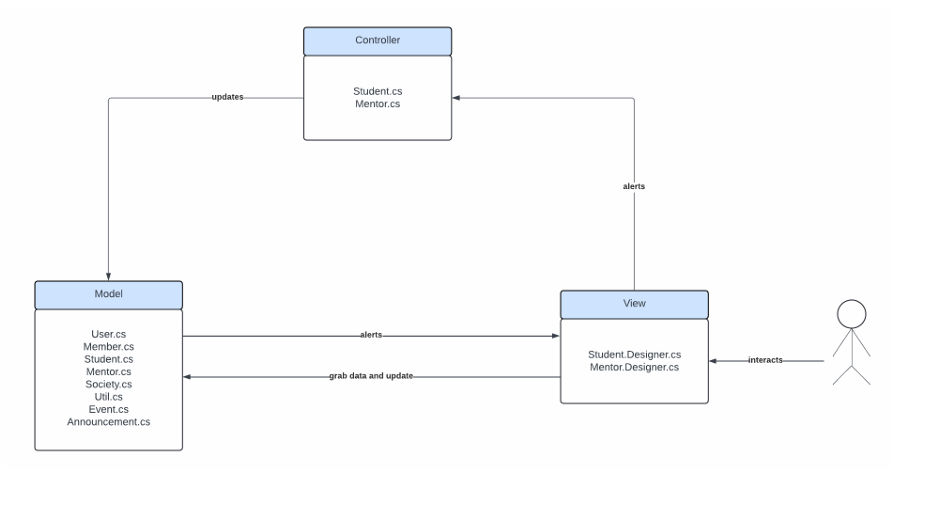 Controller
Student.cs
Mentor.cs
updates
alerts
Model
User.cs
Member.cs
Student.cs
Mentor.cs
Society.cs
Util.cs
Event.cs
Announcement.cs
alerts
grab data and update
View
Student.Designer.cs
Mentor.Designer.cs
interacts